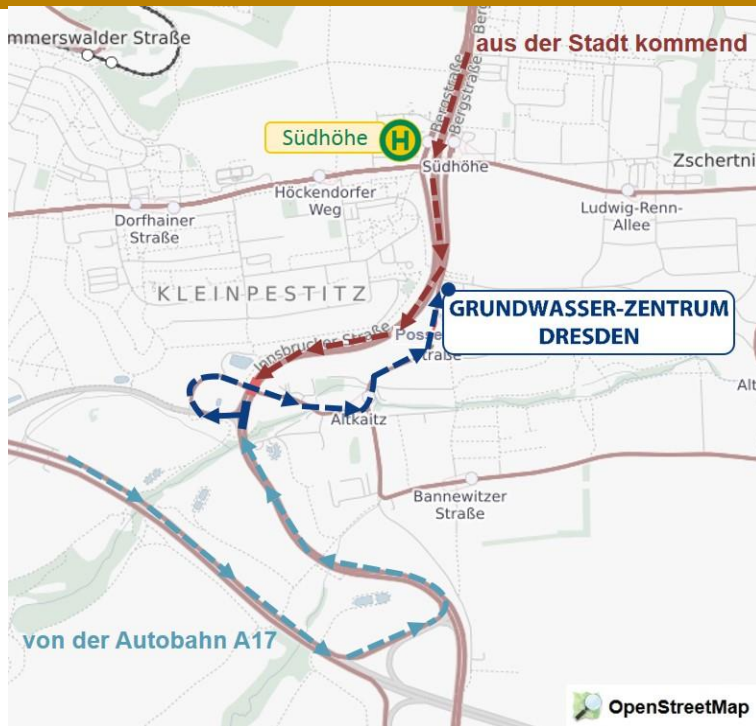 mmerswalder Straße
aus der Stadt kommend
Bergstraße
Bergstraße
Südhöhe
H
Südhöhe
Zschertni
Höckendorfer
Weg
Dorfhainer
Straße
Ludwig-Renn-
Allee
KLEINPESTITZ
GRUNDWASSER-ZENTRUM
DRESDEN
Innsbrucker Straße
Posse
straße
Alt
Altkaitz
Bannewitzer
Straße
von der Autobahn A17
OpenStreetMap